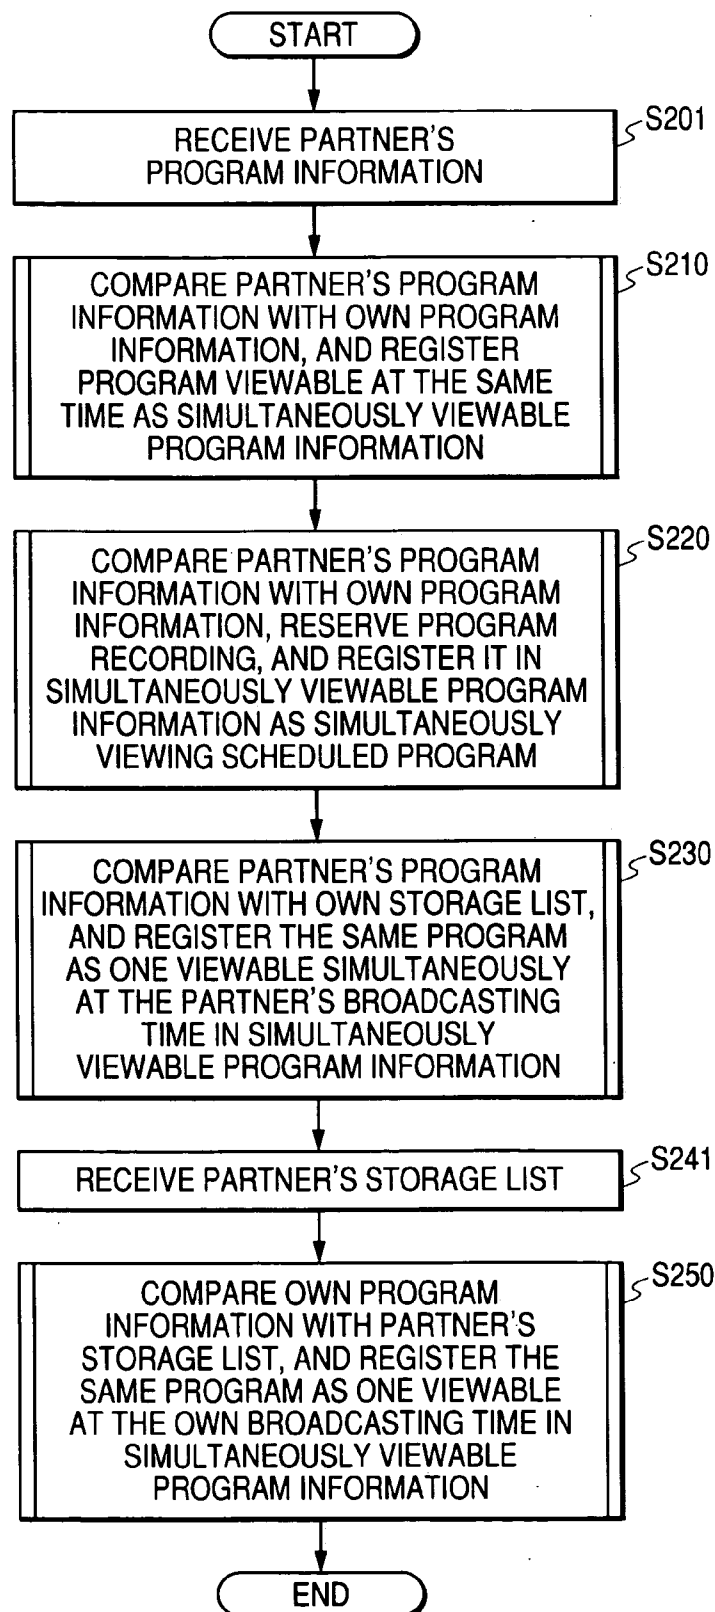 START
RECEIVE PARTNER'S
PROGRAM INFORMATION
S201
COMPARE PARTNER'S PROGRAM
INFORMATION WITH OWN PROGRAM
INFORMATION, AND REGISTER
PROGRAM VIEWABLE AT THE SAME
TIME AS SIMULTANEOUSLY VIEWABLE
PROGRAM INFORMATION
S210
COMPARE PARTNER'S PROGRAM
INFORMATION WITH OWN PROGRAM
INFORMATION, RESERVE PROGRAM
RECORDING, AND REGISTER IT IN
SIMULTANEOUSLY VIEWABLE PROGRAM
INFORMATION AS SIMULTANEOUSLY
VIEWING SCHEDULED PROGRAM
S220
COMPARE PARTNER'S PROGRAM
INFORMATION WITH OWN STORAGE LIST,
AND REGISTER THE SAME PROGRAM
AS ONE VIEWABLE SIMULTANEOUSLY
AT THE PARTNER'S BROADCASTING
TIME IN SIMULTANEOUSLY
VIEWABLE PROGRAM INFORMATION
S230
RECEIVE PARTNER'S STORAGE LIST
S241
COMPARE OWN PROGRAM
INFORMATION WITH PARTNER'S
STORAGE LIST, AND REGISTER THE
SAME PROGRAM AS ONE VIEWABLE
AT THE OWN BROADCASTING TIME IN
SIMULTANEOUSLY VIEWABLE
PROGRAM INFORMATION
S250
END